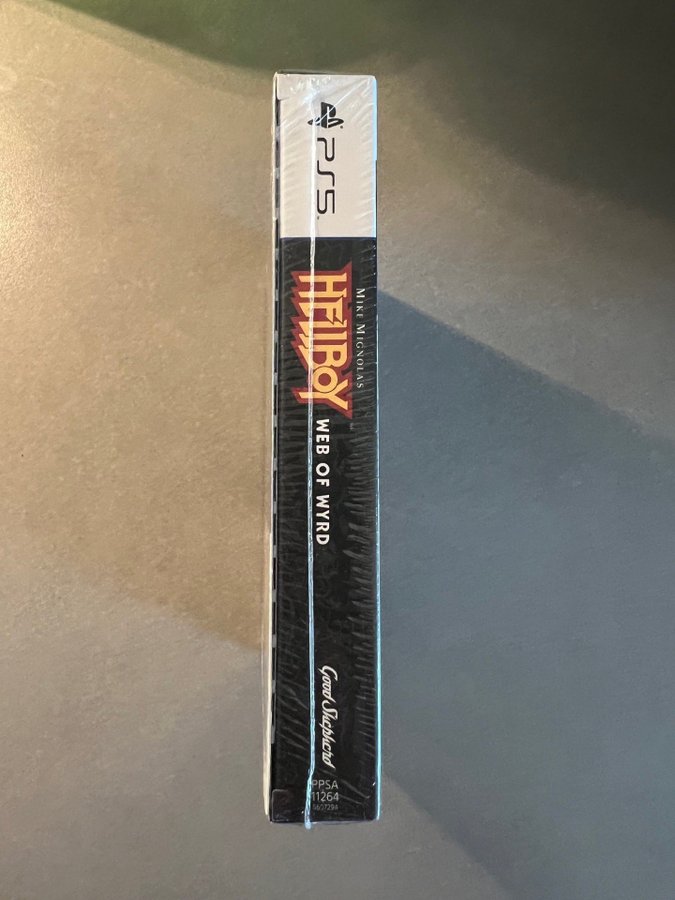 PS5
MIKE MIGNOLA'S
HELLBOY
WEB OF WYRD
Good Shepherd
PPSA
11264